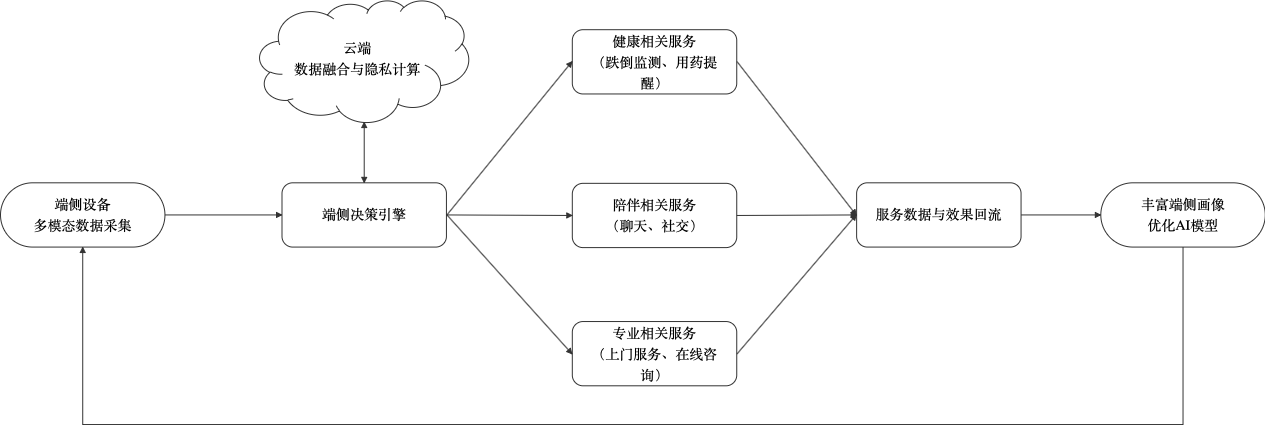 云端
数据融合与隐私计算
健康相关服务
（跌倒监测、用药提
醒）
端侧设备
多模态数据采集
端侧决策引擎
陪伴相关服务
（聊天、社交）
服务数据与效果回流
丰富端侧画像
优化AI模型
专业相关服务
（上门服务、在线咨
询）